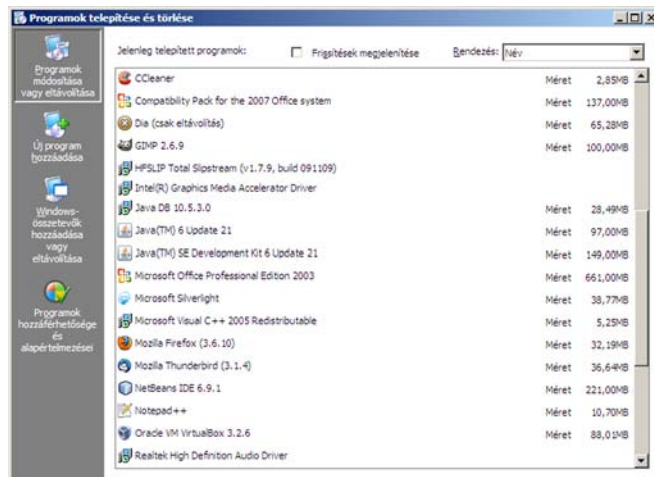 Programok telepítése és törlése
Programok
módosítása
vagy eltávolítása
Új program
hozzáadása
Windows-
összetevők
hozzáadása
vagy
eltávolítása
Programok
hozzáférhetősége
és
alapértelmezései
Jelenleg telepített programok: Frissítések megjelenítése Rendezés: Név
CCleaner Méret 2,85MB
Compatibility Pack for the 2007 Office system Méret 137,00MB
Dia (csak eltávolítás) Méret 65,28MB
GIMP 2.6.9 Méret 100,00MB
HFSLIP Total Slipstream (v1.7.9, build 091109)
Intel(R) Graphics Media Accelerator Driver
Java DB 10.5.3.0 Méret 28,49MB
Java(TM) 6 Update 21 Méret 97,00MB
Java(TM) SE Development Kit 6 Update 21 Méret 149,00MB
Microsoft Office Professional Edition 2003 Méret 661,00MB
Microsoft Silverlight Méret 38,77MB
Microsoft Visual C++ 2005 Redistributable Méret 5,25MB
Mozilla Firefox (3.6.10) Méret 32,19MB
Mozilla Thunderbird (3.1.4) Méret 36,64MB
NetBeans IDE 6.9.1 Méret 221,00MB
Notepad++ Méret 10,70MB
Oracle VM VirtualBox 3.2.6 Méret 88,01MB
Realtek High Definition Audio Driver